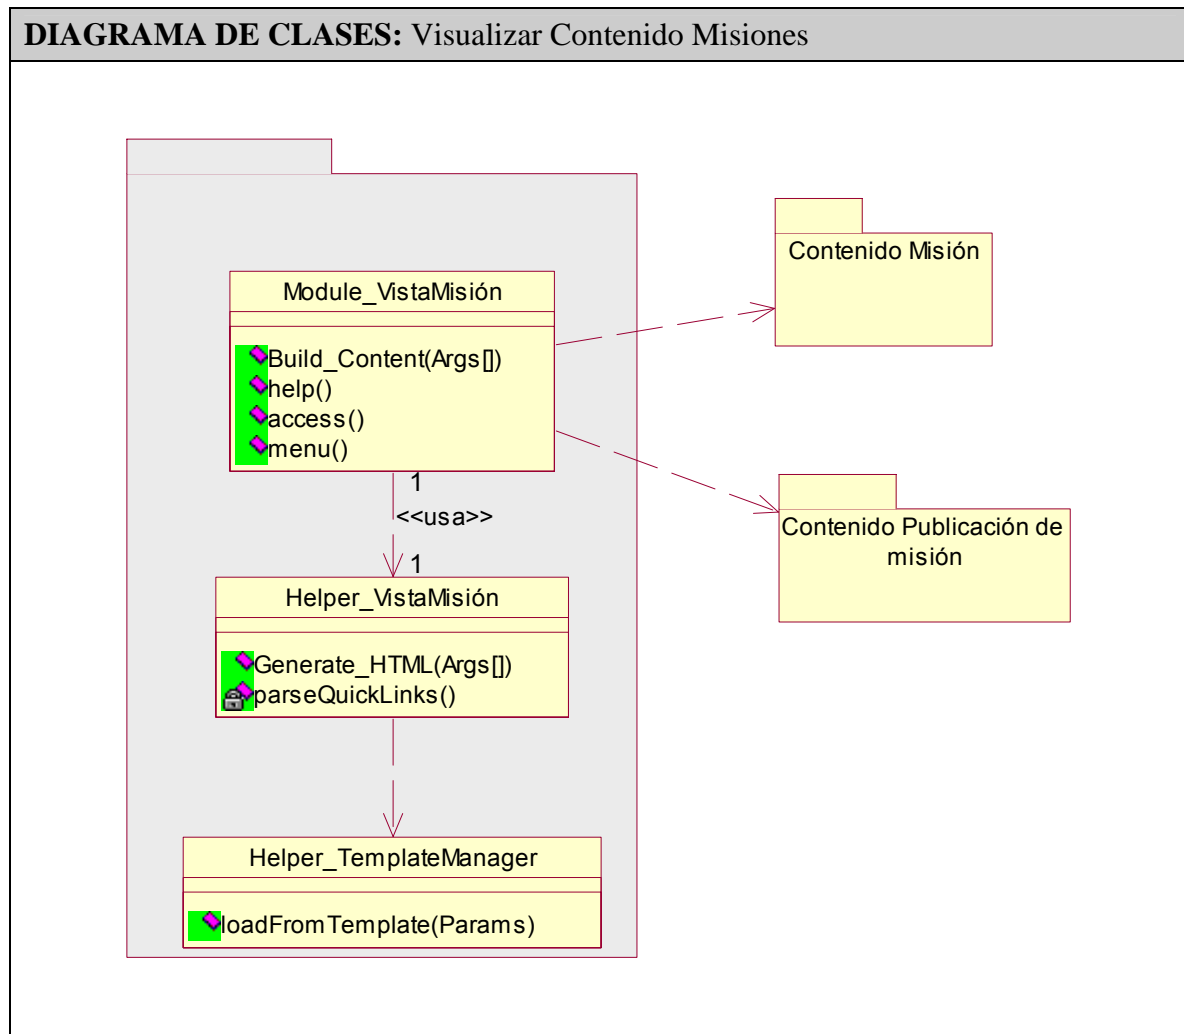 DIAGRAMA DE CLASES: Visualizar Contenido Misiones
Module_VistaMisión
Build_Content(Args[])
help()
access()
menu()
1
<<usa>>
1
Helper_VistaMisión
Generate_HTML(Args[])
parseQuickLinks()
Helper_TemplateManager
loadFromTemplate(Params)
Contenido Misión
Contenido Publicación de
misión